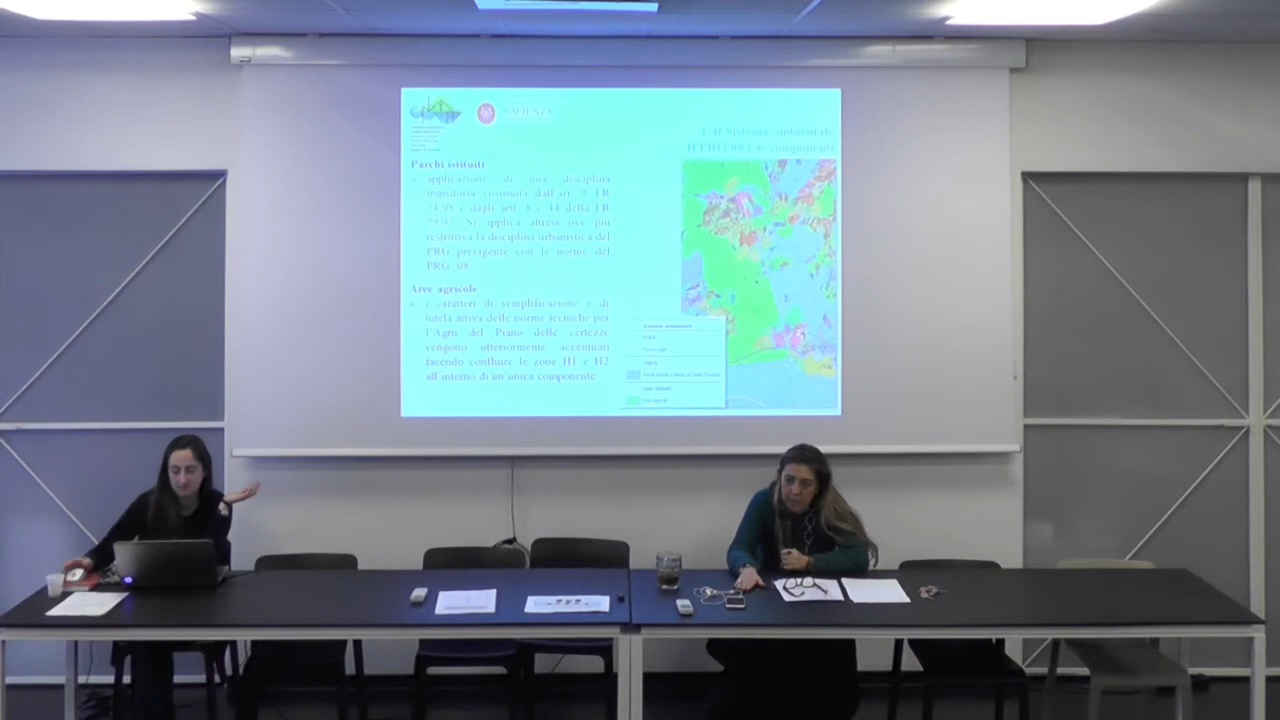 SAPIENZA
Il Sistema ambientale
Il PRG'08 e le componenti
Parchi istituiti
applicazione di una disciplina
transitoria costituita dall'art. 9 LR
24/98 e dagli artt. 8 e 44 della LR
29/97. Si applica altresì ove più
restrittiva la disciplina urbanistica del
PRG previgente con le norme del
PRG '08
Aree agricole
i caratteri di semplificazione e di
tutela attiva delle norme tecniche per
l'Agro del Piano delle certezze
vengono ulteriormente accentuati
facendo confluire le zone H1 e H2
all'interno di un'unica componente
Sistema ambientale
Aree agricole